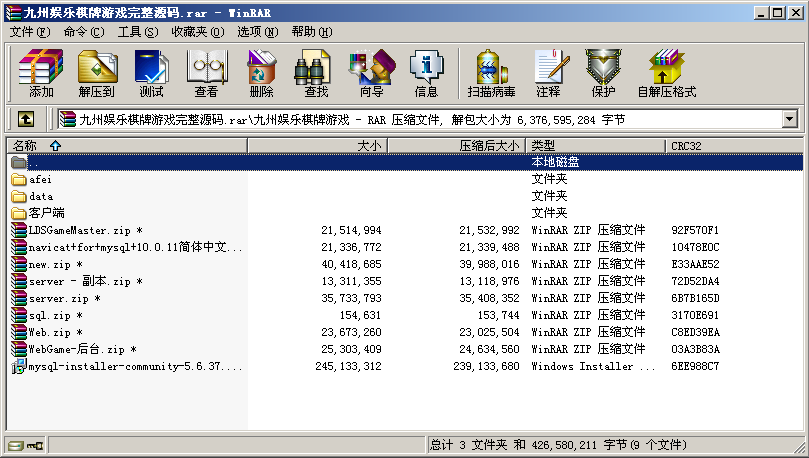 九州娱乐棋牌游戏完整源码.rar - WinRAR
文件(F) 命令(C) 工具(S) 收藏夹(O) 选项(N) 帮助(H)
添加 解压到 测试 查看 删除 查找 向导 信息 扫描病毒 注释 保护 自解压格式
九州娱乐棋牌游戏完整源码.rar\九州娱乐棋牌游戏 - RAR 压缩文件, 解包大小为 6,376,595,284 字节
名称 大小 压缩后大小 类型 CRC32
.. 本地磁盘
afei 文件夹
data 文件夹
客户端 文件夹
LDSGameMaster.zip * 21,514,994 21,532,992 WinRAR ZIP 压缩文件 92F570F1
navicat+for+mysql+10.0.11简体中文... 21,336,772 21,339,488 WinRAR ZIP 压缩文件 10478E0C
new.zip * 40,418,685 39,988,016 WinRAR ZIP 压缩文件 E33AAE52
server - 副本.zip * 13,311,355 13,118,976 WinRAR ZIP 压缩文件 72D52DA4
server.zip * 35,733,793 35,408,352 WinRAR ZIP 压缩文件 6B7B165D
sql.zip * 154,631 153,744 WinRAR ZIP 压缩文件 3170E691
Web.zip * 23,673,260 23,025,504 WinRAR ZIP 压缩文件 C8ED39EA
WebGame-后台.zip * 25,303,409 24,634,560 WinRAR ZIP 压缩文件 03A3B83A
mysql-installer-community-5.6.37.... 245,133,312 239,133,680 Windows Installer ... 6EE988C7
总计 3 文件夹 和 426,580,211 字节(9 个文件)